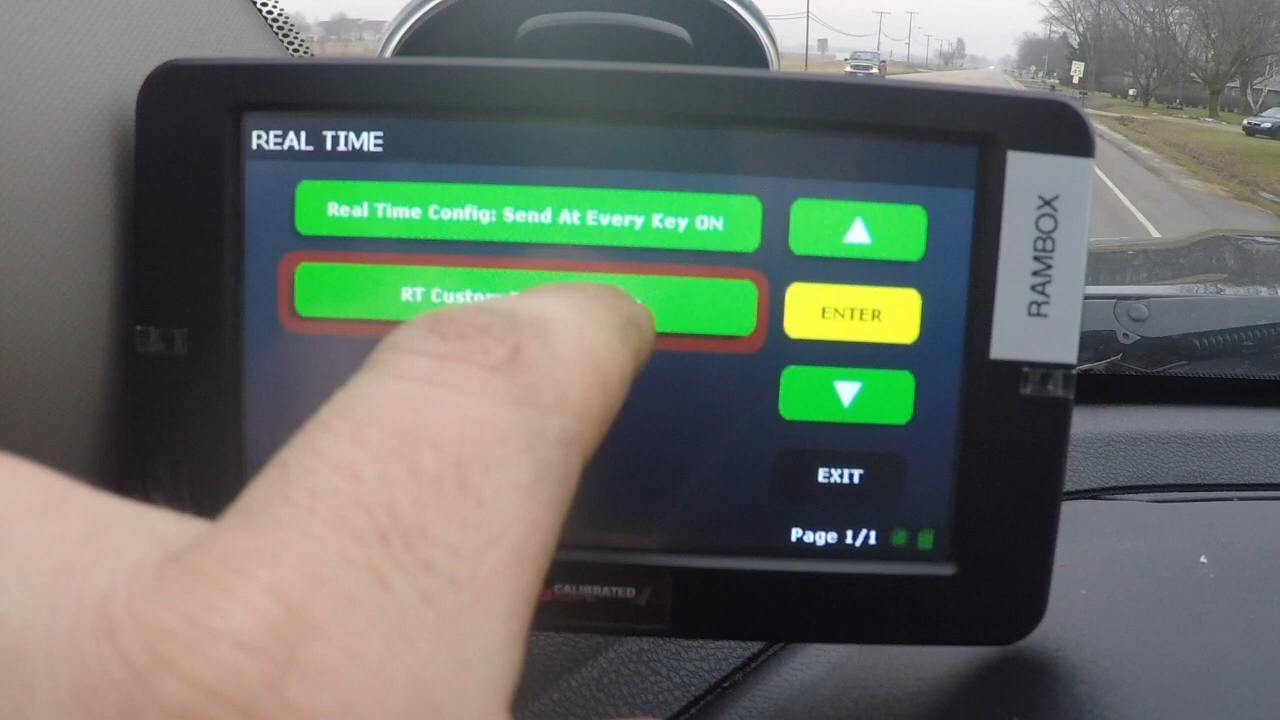 REAL TIME
Real Time Config: Send At Every Key ON
RT Custom
ENTER
EXIT
Page 1/1
RAMBOX
CALIBRATED